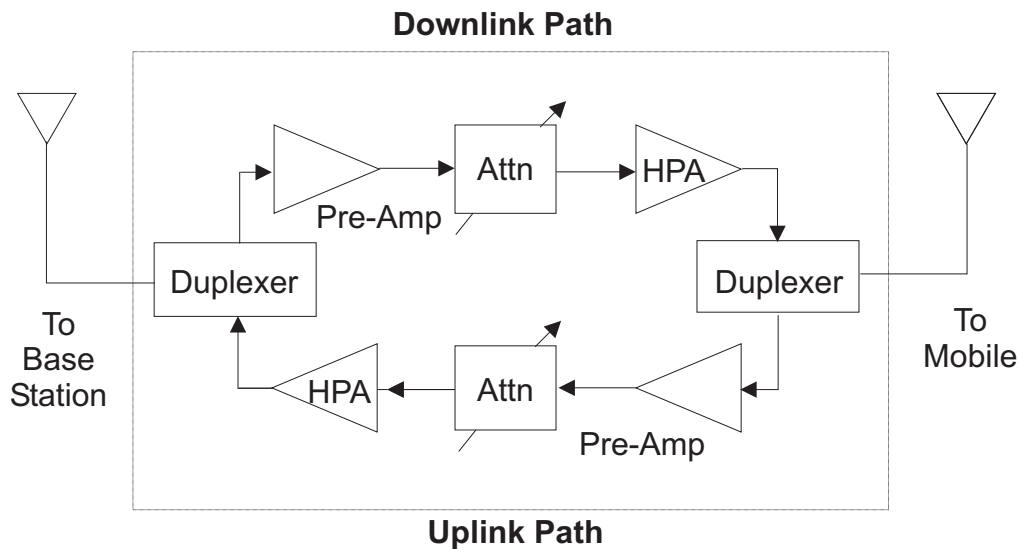 Downlink Path
Attn
HPA
Pre-Amp
Duplexer
Duplexer
To
Base
Station
To
Mobile
HPA
Attn
Pre-Amp
Uplink Path